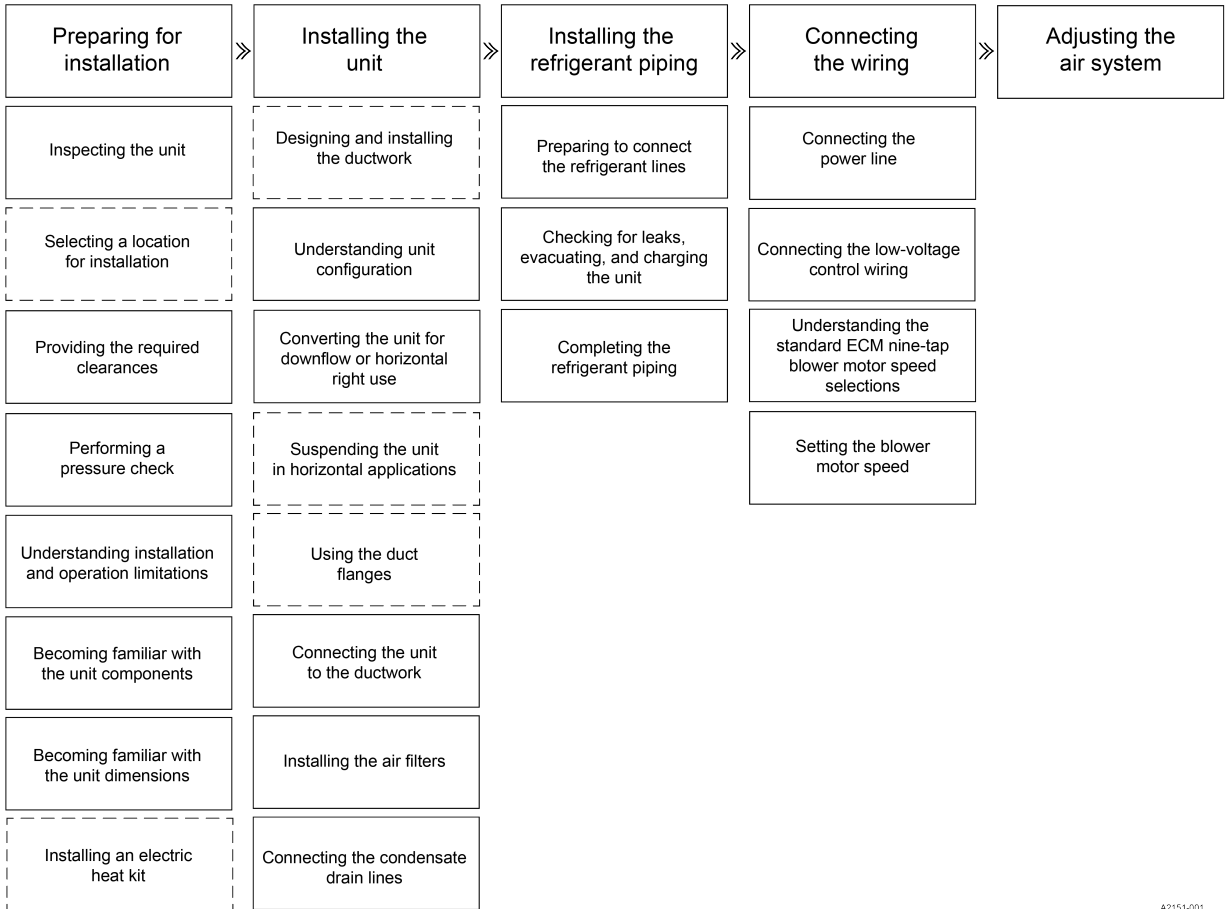 Preparing for
installation
Installing the
unit
Installing the
refrigerant piping
Connecting
the wiring
Adjusting the
air system
Inspecting the unit
Selecting a location
for installation
Providing the required
clearances
Performing a
pressure check
Understanding installation
and operation limitations
Becoming familiar with
the unit components
Becoming familiar with
the unit dimensions
Installing an electric
heat kit
Designing and installing
the ductwork
Understanding unit
configuration
Converting the unit for
downflow or horizontal
right use
Suspending the unit
in horizontal applications
Using the duct
flanges
Connecting the unit
to the ductwork
Installing the air filters
Connecting the condensate
drain lines
Preparing to connect
the refrigerant lines
Checking for leaks,
evacuating, and charging
the unit
Completing the
refrigerant piping
Connecting the
power line
Connecting the low-voltage
control wiring
Understanding the
standard ECM nine-tap
blower motor speed
selections
Setting the blower
motor speed
A2151-001